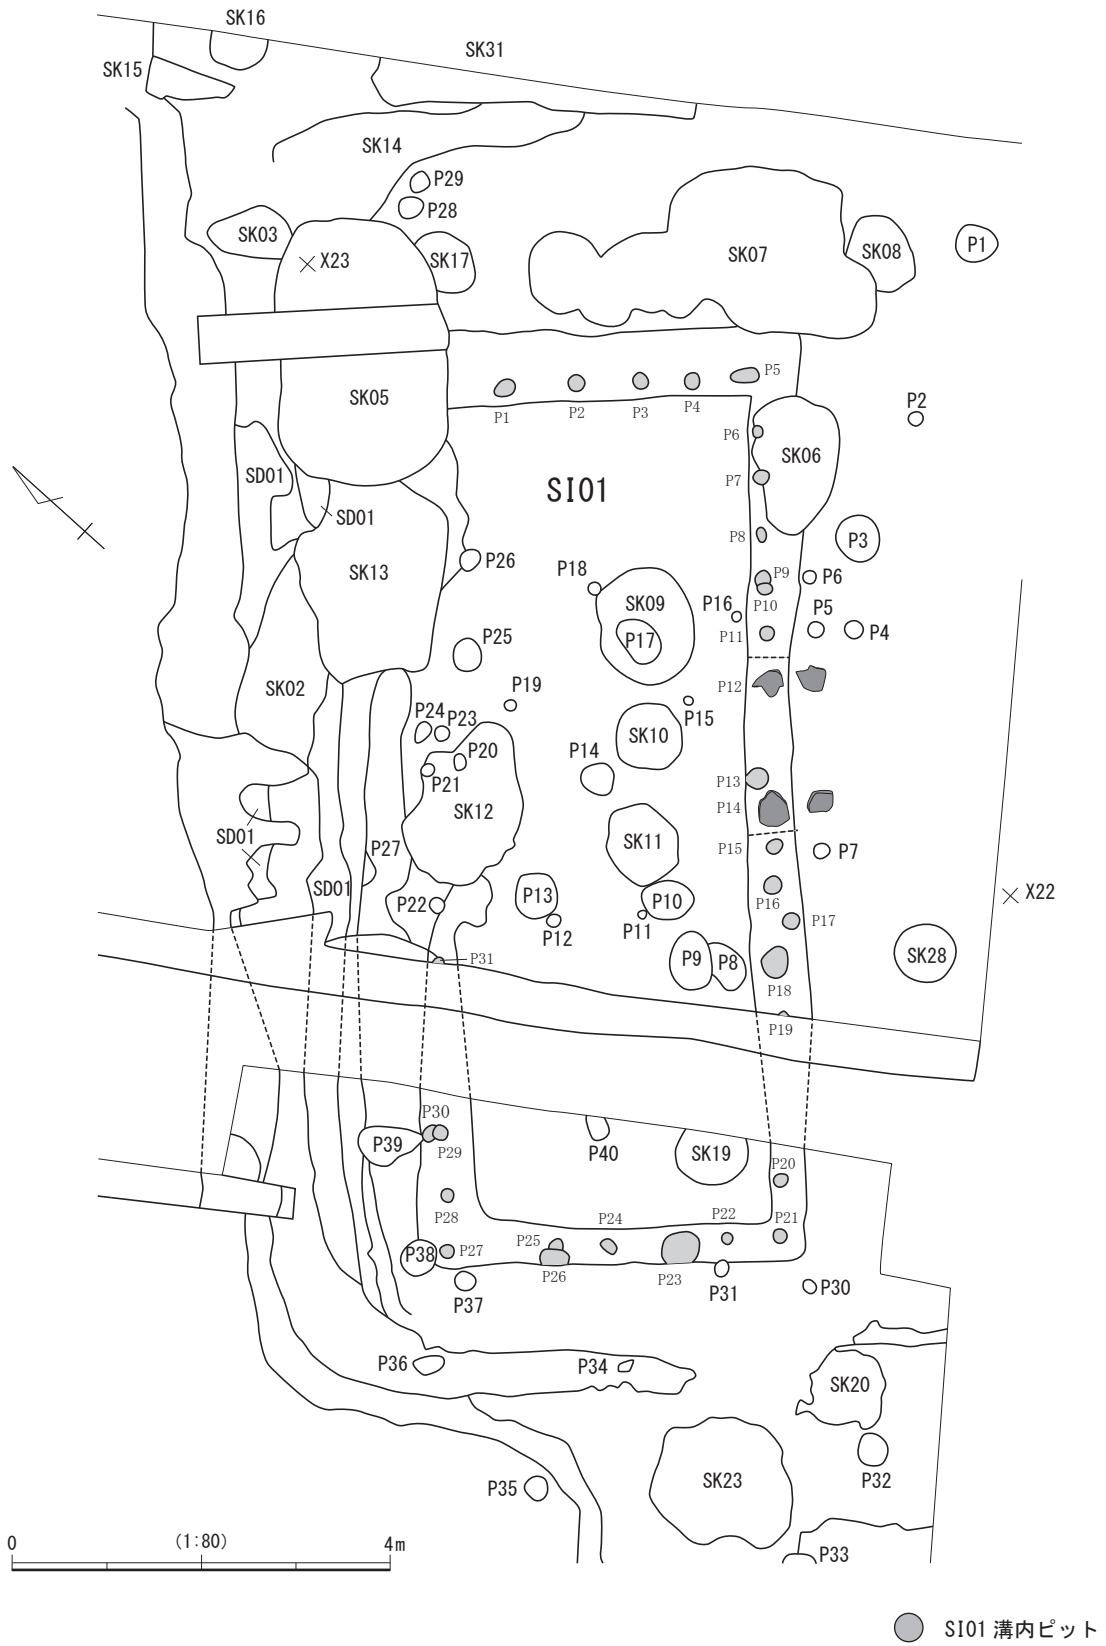 SK16
SK31
SK15
SK14
P29
P28
SK03
SK17
SK07
SK08
P1
X23
SK05
P1
P2
P3
P4
P5
P2
P6
SK06
SD01
P7
SI01
SD01
P8
P3
P26
SK13
P18
P9
P6
SK09
P16
P10
P5
P4
P17
P11
P25
SK02
P19
P12
P24
P23
P15
SK10
P20
P14
P21
P13
SK12
P14
SD01
P27
SK11
P15
P7
SD01
P22
P13
P10
P16
X22
P12
P11
P17
P31
P9
P8
SK28
P18
P19
P30
P39
P29
P40
SK19
P20
P28
P24
P22
P21
P38
P27
P25
P26
P23
P31
P30
P37
P36
P34
SK20
SK23
P32
P35
0
(1:80)
4m
P33
SI01 溝内ピット